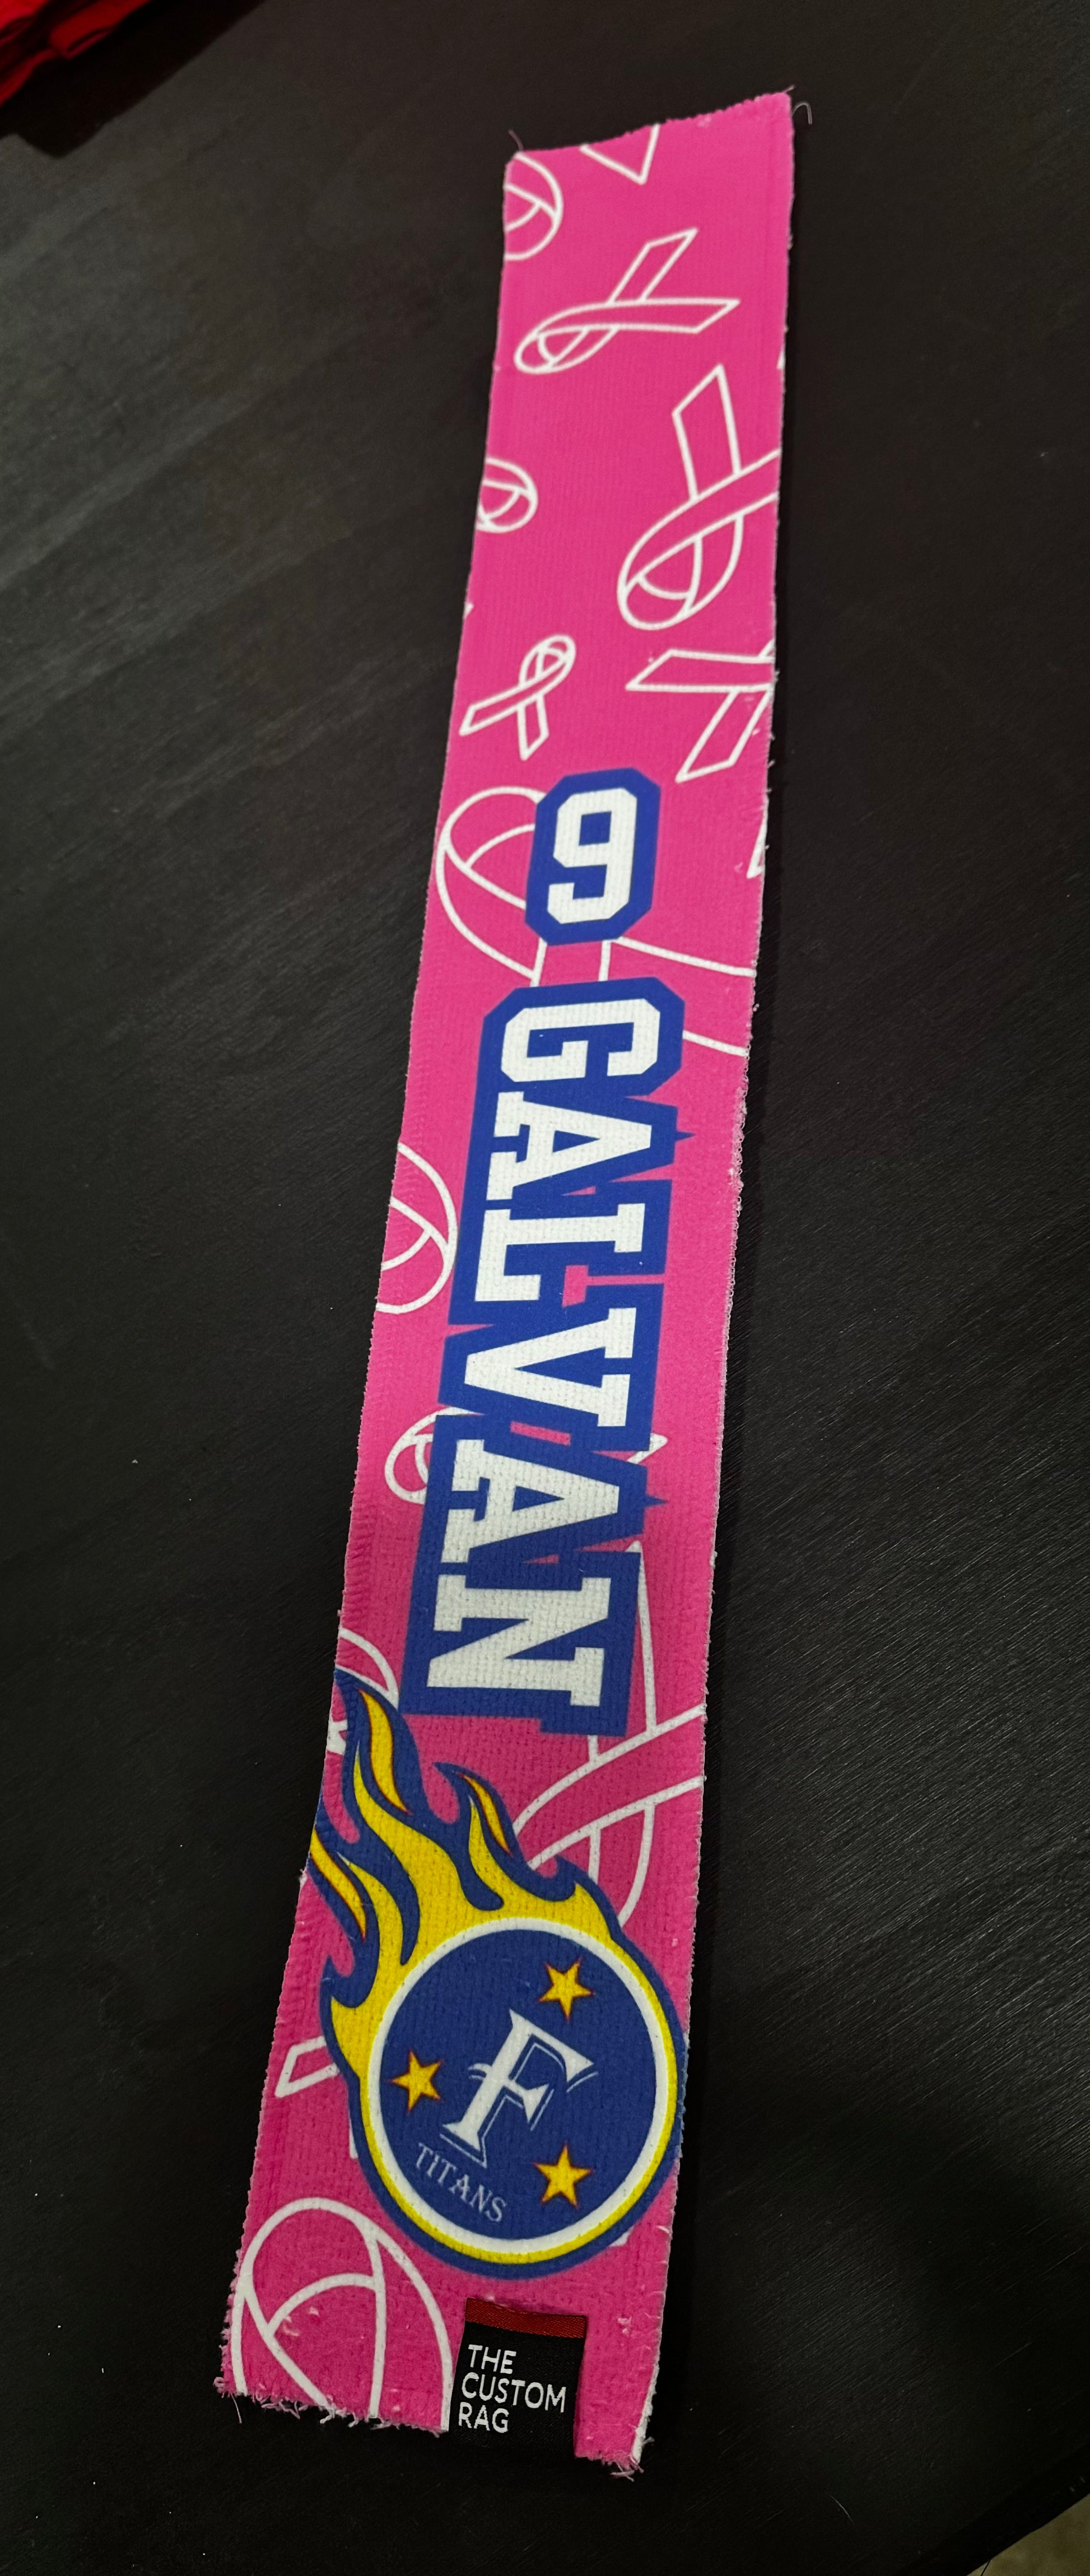 9
GALVAN
F
TITANS
THE
CUSTOM
RAG